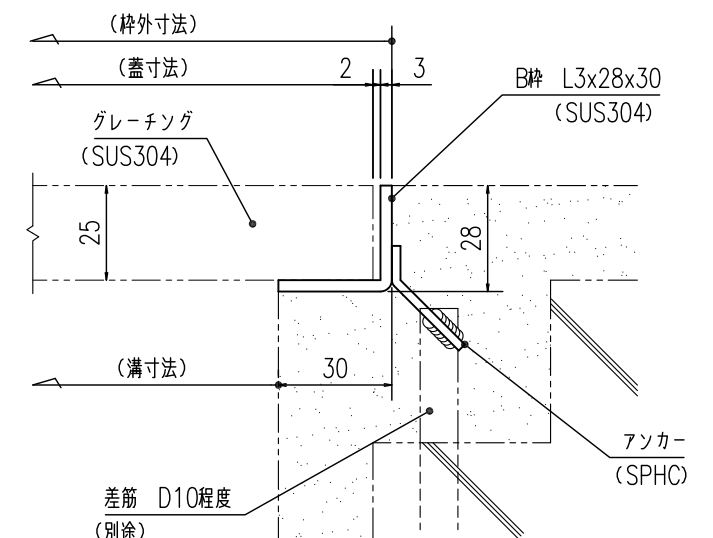 (枠外寸法)
(蓋寸法)
2
3
B枠 L3x28x30
(SUS304)
グレーチング
(SUS304)
25
28
(溝寸法)
30
アンカー
(SPHC)
差筋 D10程度
(別途)